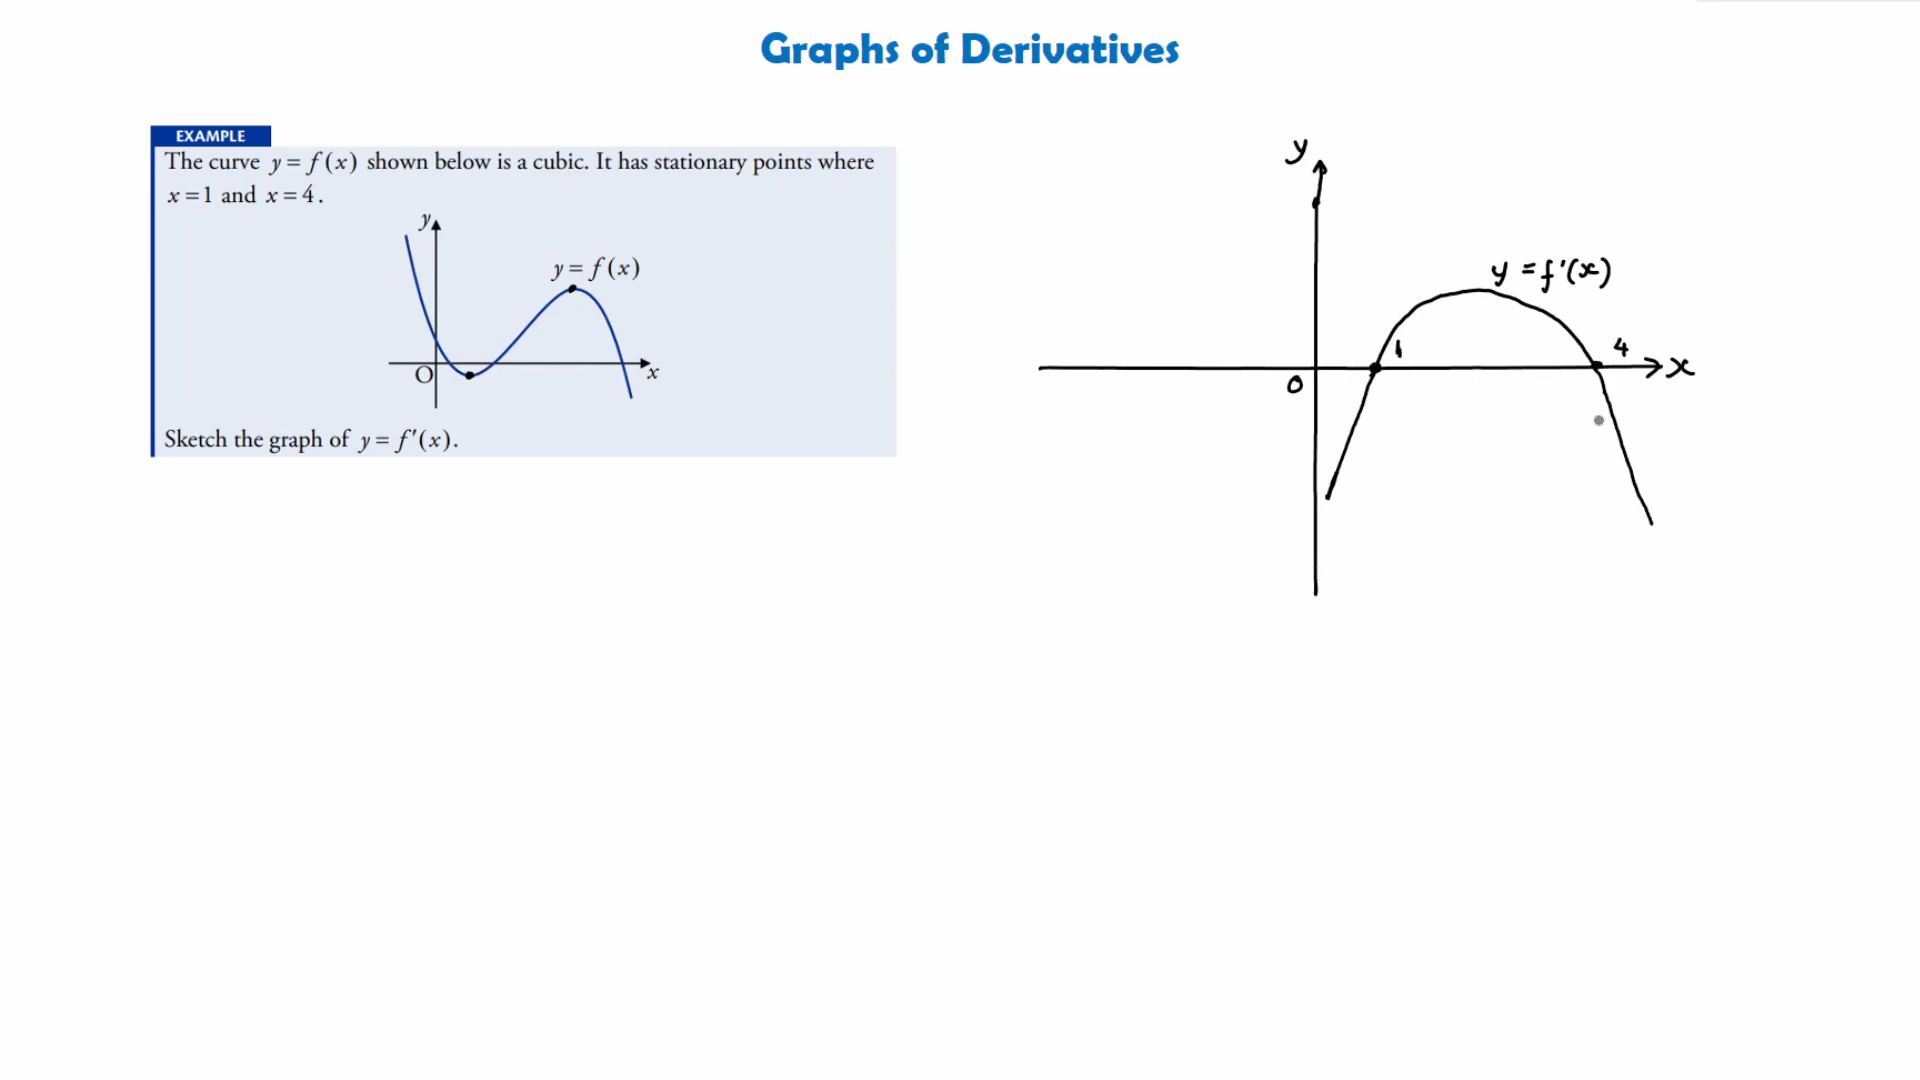 Graphs of Derivatives
EXAMPLE
The curve y = f(x) shown below is a cubic. It has stationary points where
x = 1 and x = 4.
y
y = f(x)
O
x
Sketch the graph of y = f'(x).
y
y = f'(x)
1
4
x
0